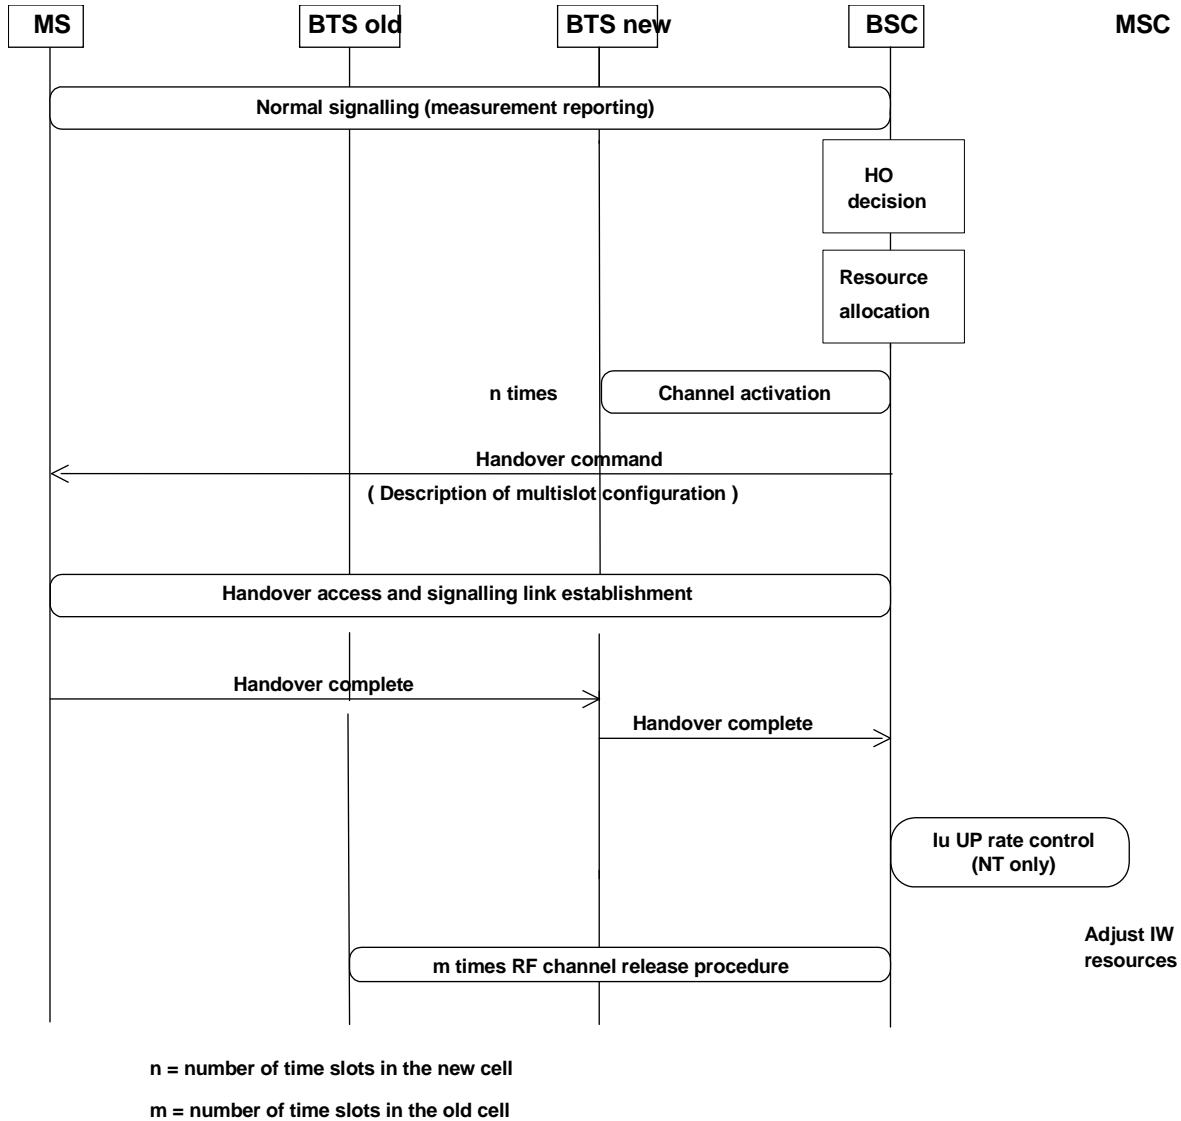 MS
BTS old
BTS new
BSC
MSC
Normal signalling (measurement reporting)
HO
decision
Resource
allocation
n times
Channel activation
Handover command
( Description of multislot configuration )
Handover access and signalling link establishment
Handover complete
Handover complete
Iu UP rate control
(NT only)
Adjust IW
resources
m times RF channel release procedure
n = number of time slots in the new cell
m = number of time slots in the old cell